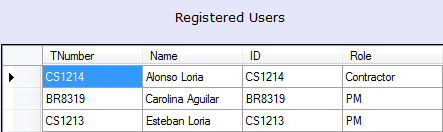 Registered Users
TNumber Name ID Role
CS1214 Alonso Loria CS1214 Contractor
BR8319 Carolina Aguilar BR8319 PM
CS1213 Esteban Loria CS1213 PM